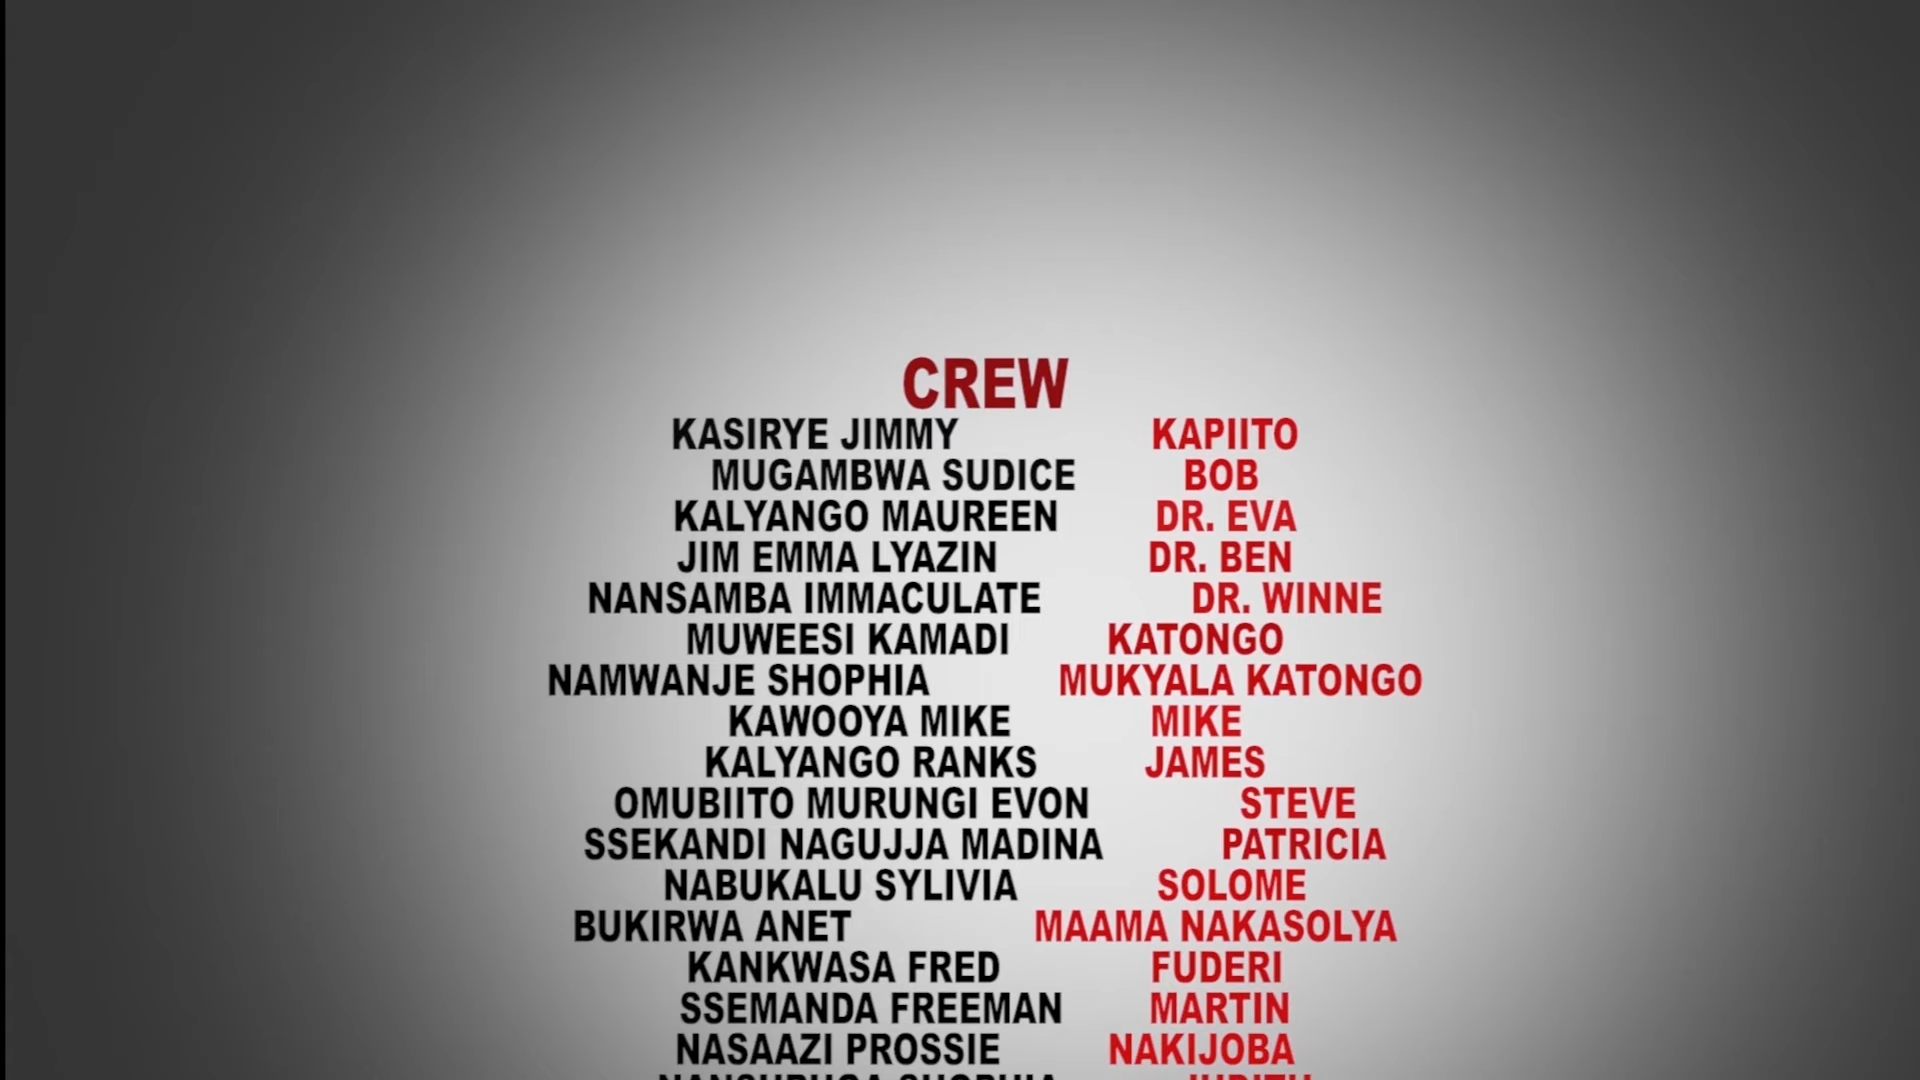 CREW
KASIRYE JIMMY KAPIITO
MUGAMBWA SUDICE BOB
KALYANGO MAUREEN DR. EVA
JIM EMMA LYAZIN DR. BEN
NANSAMBA IMMACULATE DR. WINNE
MUWEESI KAMADI KATONGO
NAMWANJE SHOPHIA MUKYALA KATONGO
KAWOOYA MIKE MIKE
KALYANGO RANKS JAMES
OMUBIITO MURUNGI EVON STEVE
SSEKANDI NAGUJJA MADINA PATRICIA
NABUKALU SYLIVIA SOLOME
BUKIRWA ANET MAAMA NAKASOLYA
KANKWASA FRED FUDERI
SSEMANDA FREEMAN MARTIN
NASAAZI PROSSIE NAKIJOBA